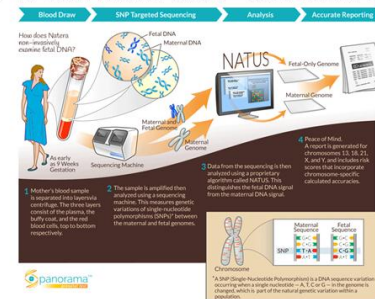 Blood Draw
SNP Targeted Sequencing
Analysis
Accurate Reporting
How does Natera
non-invasively
examine fetal DNA?
Fetal DNA
Maternal DNA
NATUS
Fetal-Only Genome
Maternal Genome
Maternal and
Fetal Genome
Maternal
Genome
As early
as 9 Weeks
Gestation
Sequencing Machine
1 Mother's blood sample
is separated into layersvia
centrifuge. The three layers
consist of the plasma, the
buffy coat, and the red
blood cells, top to bottom
respectively.
2 The sample is amplified then
analyzed using a sequencing
machine. This measures genetic
variations of single-nucleotide
polymorphisms (SNPs)* between
the maternal and fetal genomes.
3 Data from the sequencing is then
analyzed using a proprietary
algorithm called NATUS. This
distinguishes the fetal DNA signal
from the maternal DNA signal.
4 Peace of Mind.
A report is generated for
chromosomes 13, 18, 21,
X, and Y, and includes risk
scores that incorporate
chromosome-specific
calculated accuracies.
panorama
Maternal
Sequence
Fetal
Sequence
SNP
Chromosome
*A SNP (Single-Nucleotide Polymorphism) is a DNA sequence variation
occurring when a single nucleotide — A, T, C or G — in the genome is
changed, which is part of the natural genetic variation within a
population.